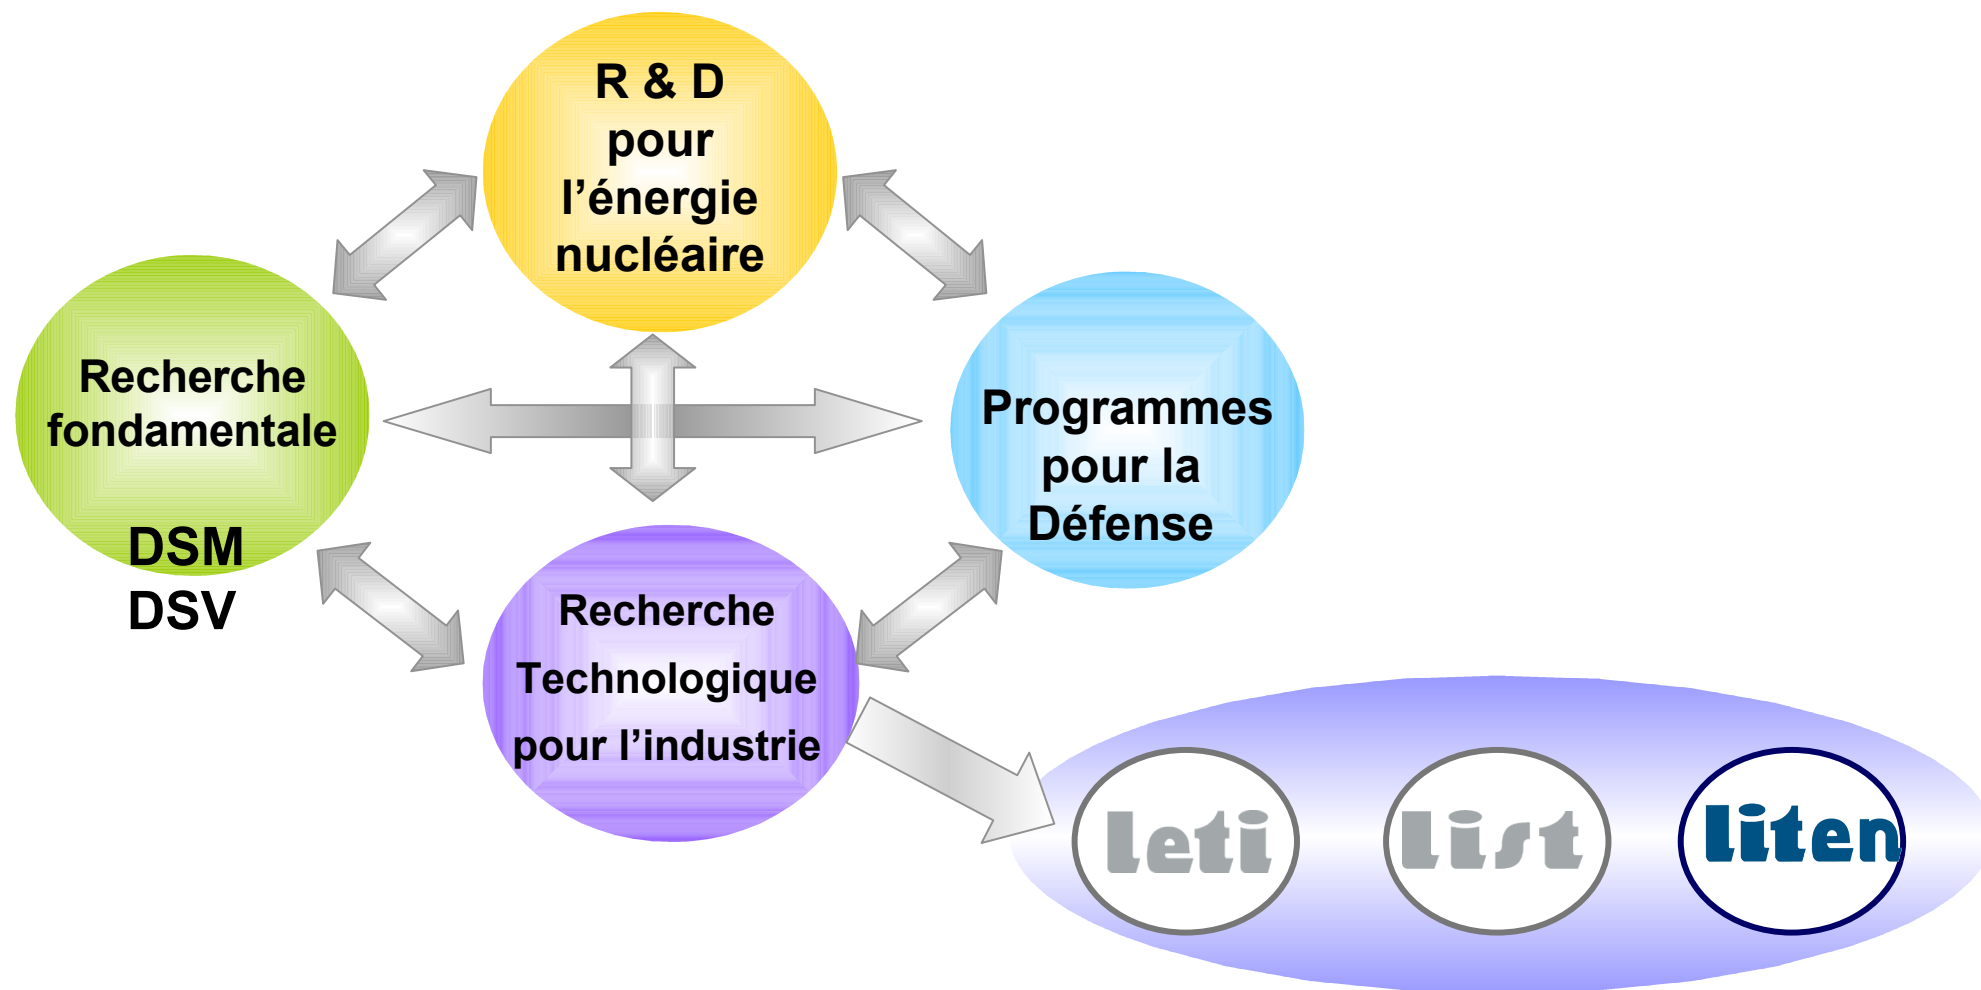 R & D
pour
l’énergie
nucléaire
Recherche
fondamentale
DSM
DSV
Programmes
pour la
Défense
Recherche
Technologique
pour l’industrie
leti
list
liten